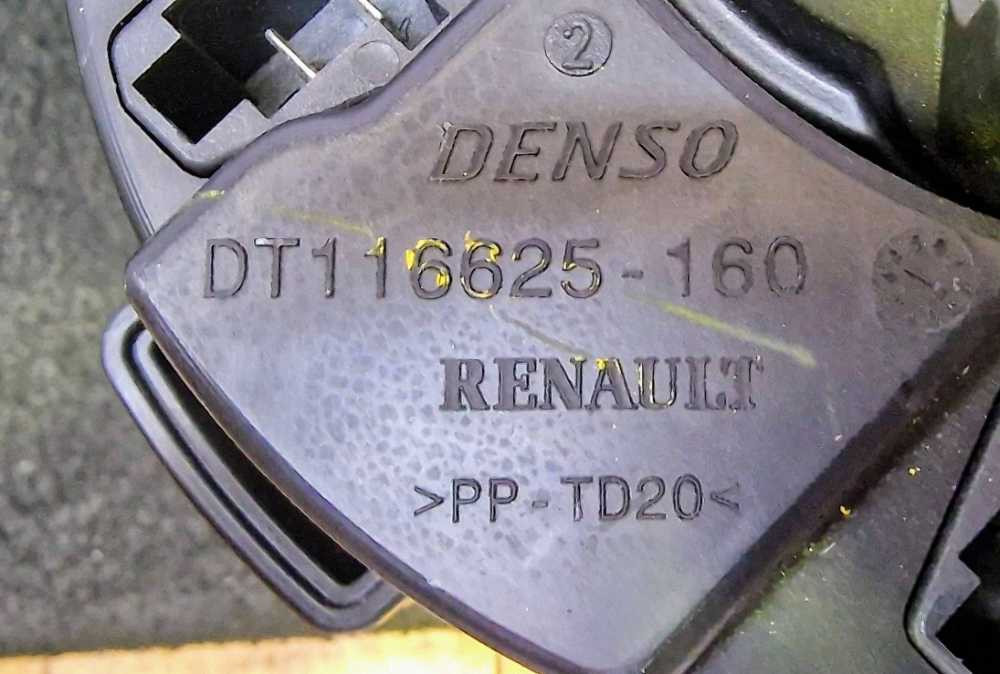 2
DENSO
DT116625-160
RENAULT
>PP-TD20<